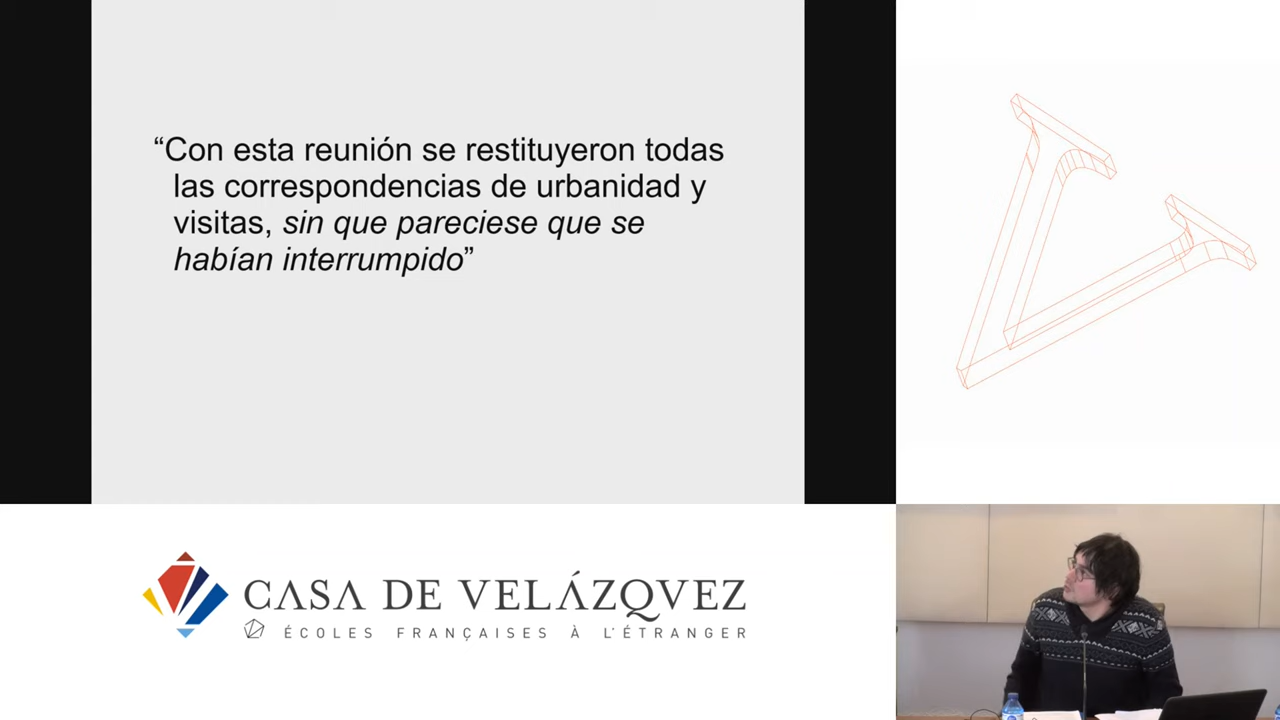 “Con esta reunión se restituyeron todas
las correspondencias de urbanidad y
visitas, sin que pareciese que se
habían interrumpido”
CASA DE VELÁZQVEZ
ÉCOLES FRANÇAISES À L'ÉTRANGER